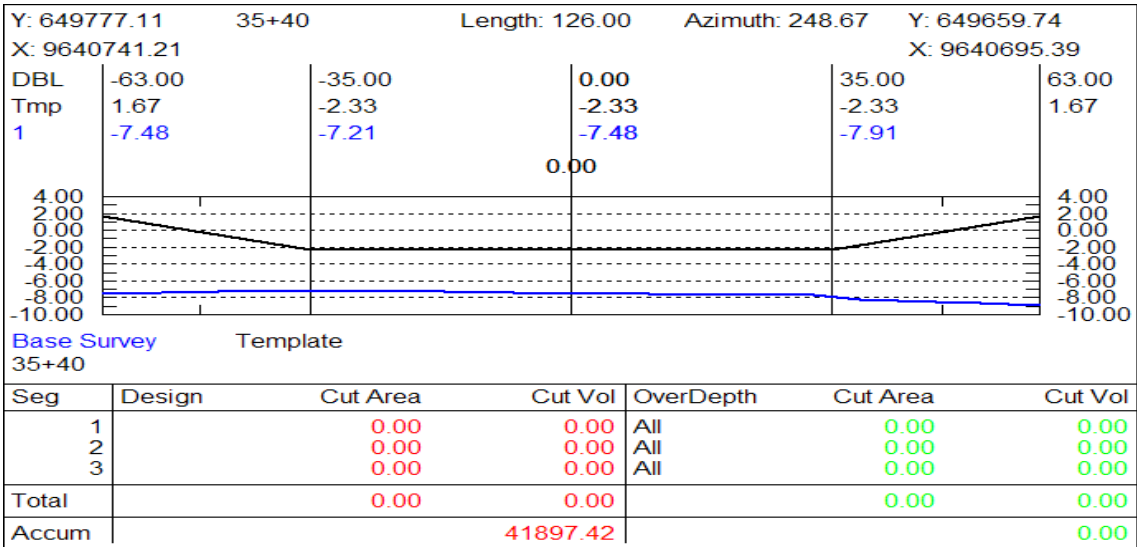 Y: 649777.11 35+40 Length: 126.00 Azimuth: 248.67 Y: 649659.74
X: 9640741.21 X: 9640695.39
DBL -63.00 -35.00 0.00 35.00 63.00
Tmp 1.67 -2.33 -2.33 -2.33 1.67
1 -7.48 -7.21 -7.48 -7.91
0.00
4.00 4.00
2.00 2.00
0.00 0.00
-2.00 -2.00
-4.00 -4.00
-6.00 -6.00
-8.00 -8.00
-10.00 -10.00
Base Survey Template
35+40
Seg Design Cut Area Cut Vol OverDepth Cut Area Cut Vol
1 0.00 0.00 All 0.00 0.00
2 0.00 0.00 All 0.00 0.00
3 0.00 0.00 All 0.00 0.00
Total 0.00 0.00 0.00 0.00
Accum 41897.42 0.00